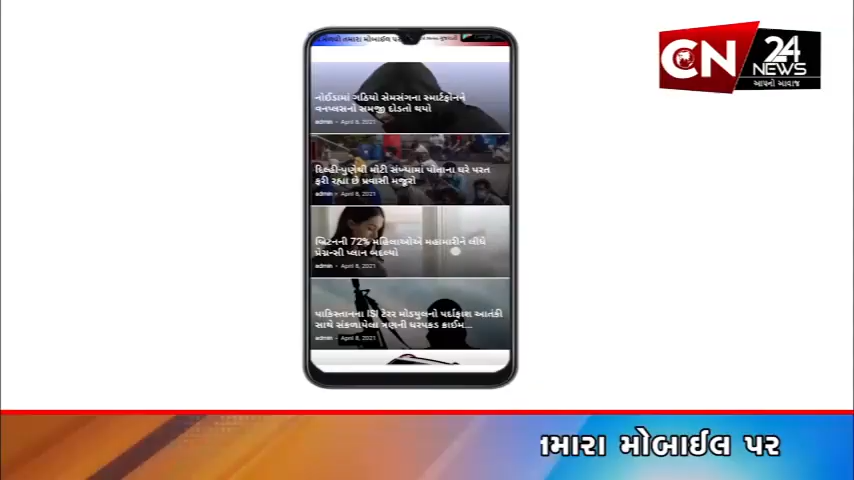 તમારા મોબાઈલ પર
CN 24
NEWS
આપનો અવાજ
નોઈડામાં ગઠિયો સેમસંગના સ્માર્ટફોનને
વનપ્લસનો સમજી દોડતો થયો
admin - April 8, 2021
દિલ્હી-પુણેથી મોટી સંખ્યામાં પોતાના ઘરે પરત
ફરી રહ્યા છે પ્રવાસી મજૂરો
admin - April 8, 2021
બ્રિટનની 72% મહિલાઓએ મહામારીને લીધે
પ્રેગ્નન્સી પ્લાન બદલ્યો
admin - April 8, 2021
પાકિસ્તાનના ISI ટેરર મોડ્યુલનો પર્દાફાશ આતંકી
સાથે સંકળાયેલા ત્રણની ધરપકડ ક્રાઈમ...
admin - April 8, 2021
તમારા મોબાઈલ પર